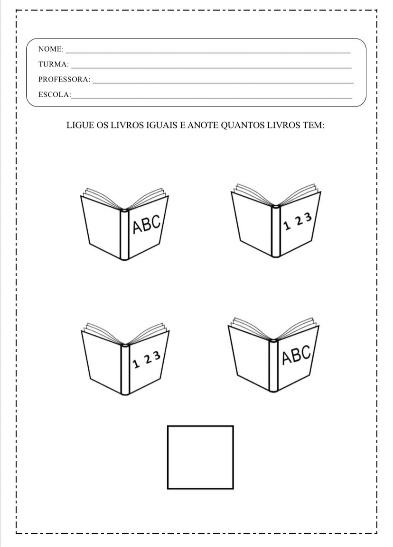 NOME:
TURMA:
PROFESSORA:
ESCOLA:
LIGUE OS LIVROS IGUAIS E ANOTE QUANTOS LIVROS TEM:
ABC
1 2 3
1 2 3
ABC